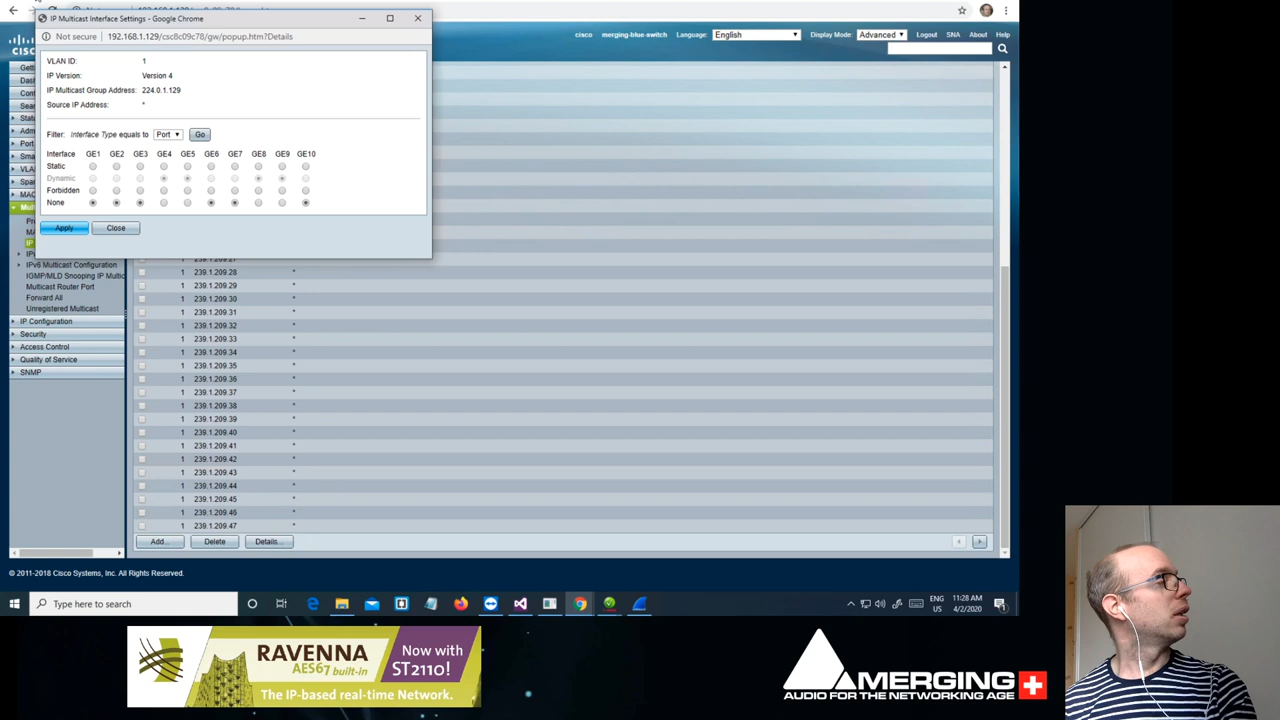 IP Multicast Interface Settings - Google Chrome
Not secure | 192.168.1.129/csc8c09c78/gw/popup.htm?Details
cisco merging-blue-switch Language: English Display Mode: Advanced Logout SNA About Help
VLAN ID: 1
IP Version: Version 4
IP Multicast Group Address: 224.0.1.129
Source IP Address: *
Filter: Interface Type equals to Port Go
Interface GE1 GE2 GE3 GE4 GE5 GE6 GE7 GE8 GE9 GE10
Static
Dynamic
Forbidden
None
Apply Close
IPv6 Multicast Configuration
IGMP/MLD Snooping IP Multic
Multicast Router Port
Forward All
Unregistered Multicast
IP Configuration
Security
Access Control
Quality of Service
SNMP
1 239.1.209.28 *
1 239.1.209.29 *
1 239.1.209.30 *
1 239.1.209.31 *
1 239.1.209.32 *
1 239.1.209.33 *
1 239.1.209.34 *
1 239.1.209.35 *
1 239.1.209.36 *
1 239.1.209.37 *
1 239.1.209.38 *
1 239.1.209.39 *
1 239.1.209.40 *
1 239.1.209.41 *
1 239.1.209.42 *
1 239.1.209.43 *
1 239.1.209.44 *
1 239.1.209.45 *
1 239.1.209.46 *
1 239.1.209.47 *
Add... Delete Details...
© 2011-2018 Cisco Systems, Inc. All Rights Reserved.
Type here to search
ENG
US
11:28 AM
4/2/2020
RAVENNA
AES67 built-in
Now with
ST2110!
The IP-based real-time Network.
MERGING
AUDIO FOR THE NETWORKING AGE